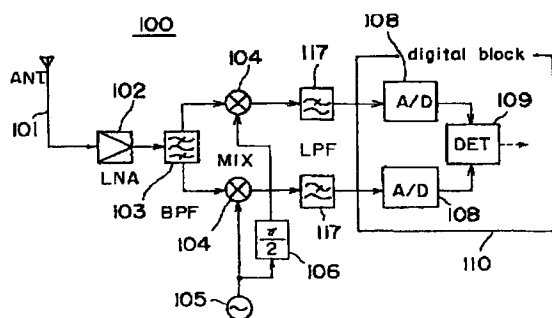 100
108
digital block
ANT
104
117
102
A/D
109
101
DET
MIX
LPF
LNA
103
BPF
A/D
104
117
108
π/2
106
110
105